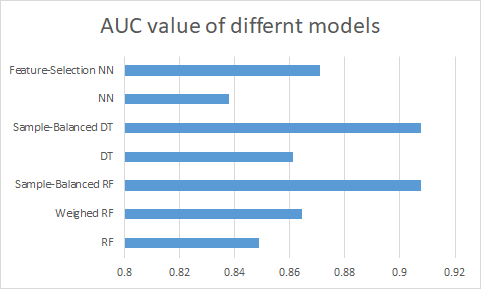 AUC value of differnt models
Feature-Selection NN
NN
Sample-Balanced DT
DT
Sample-Balanced RF
Weighed RF
RF
0.8 0.82 0.84 0.86 0.88 0.9 0.92